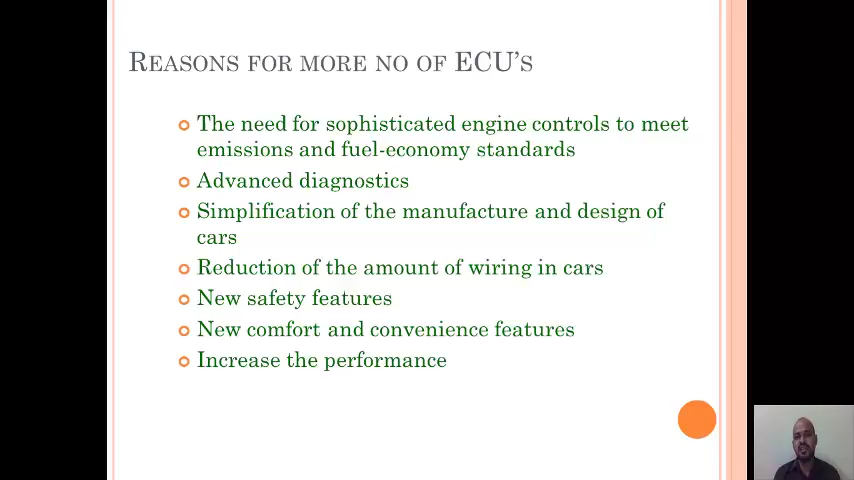 REASONS FOR MORE NO OF ECU'S
The need for sophisticated engine controls to meet
emissions and fuel-economy standards
Advanced diagnostics
Simplification of the manufacture and design of
cars
Reduction of the amount of wiring in cars
New safety features
New comfort and convenience features
Increase the performance